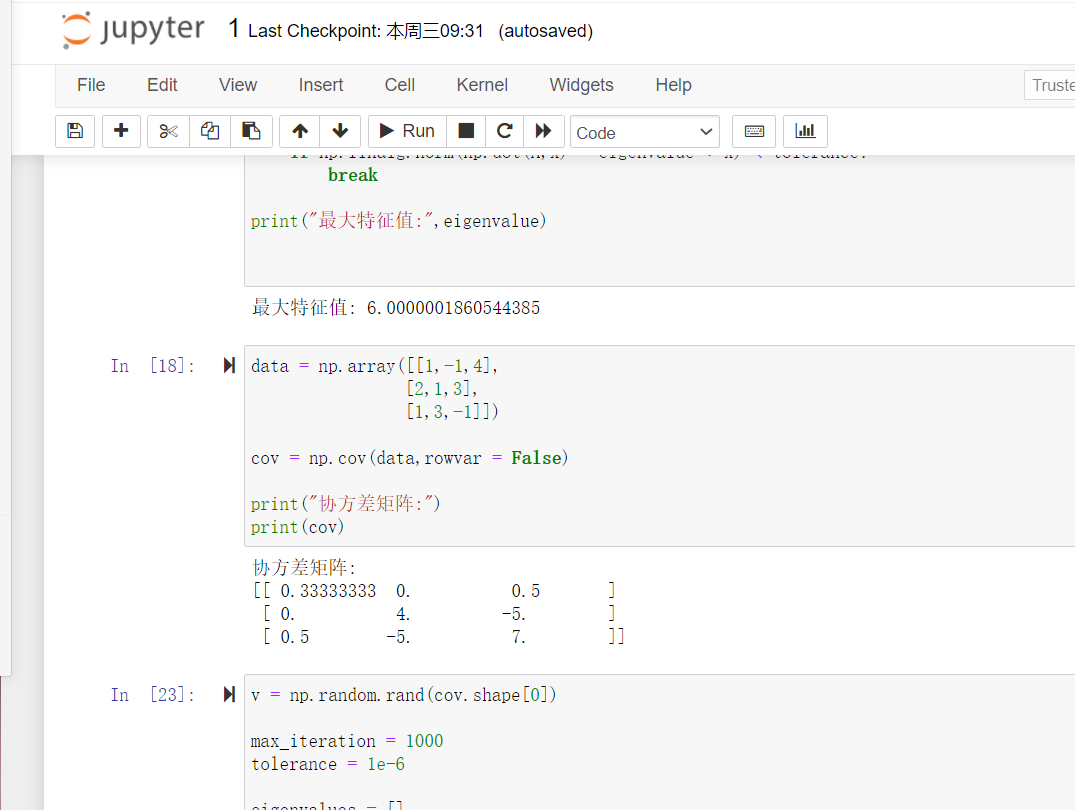 jupyter 1 Last Checkpoint: 本周三09:31 (autosaved)
File Edit View Insert Cell Kernel Widgets Help Truste
Run Code
break
print("最大特征值:",eigenvalue)
最大特征值: 6.0000001860544385
In [18]: data = np.array([[1,-1,4],
[2,1,3],
[1,3,-1]])
cov = np.cov(data,rowvar = False)
print("协方差矩阵:")
print(cov)
协方差矩阵:
[[ 0.33333333 0. 0.5 ]
[ 0. 4. -5. ]
[ 0.5 -5. 7. ]]
In [23]: v = np.random.rand(cov.shape[0])
max_iteration = 1000
tolerance = 1e-6
eigenvalues = []